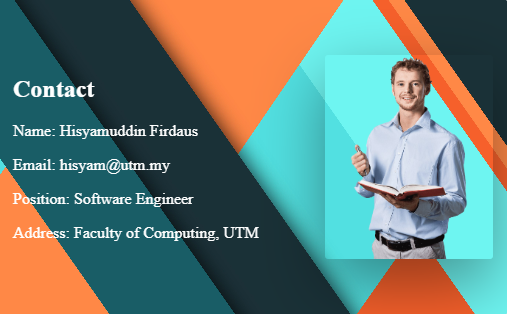 Contact
Name: Hisyamuddin Firdaus
Email: hisyam@utm.my
Position: Software Engineer
Address: Faculty of Computing, UTM